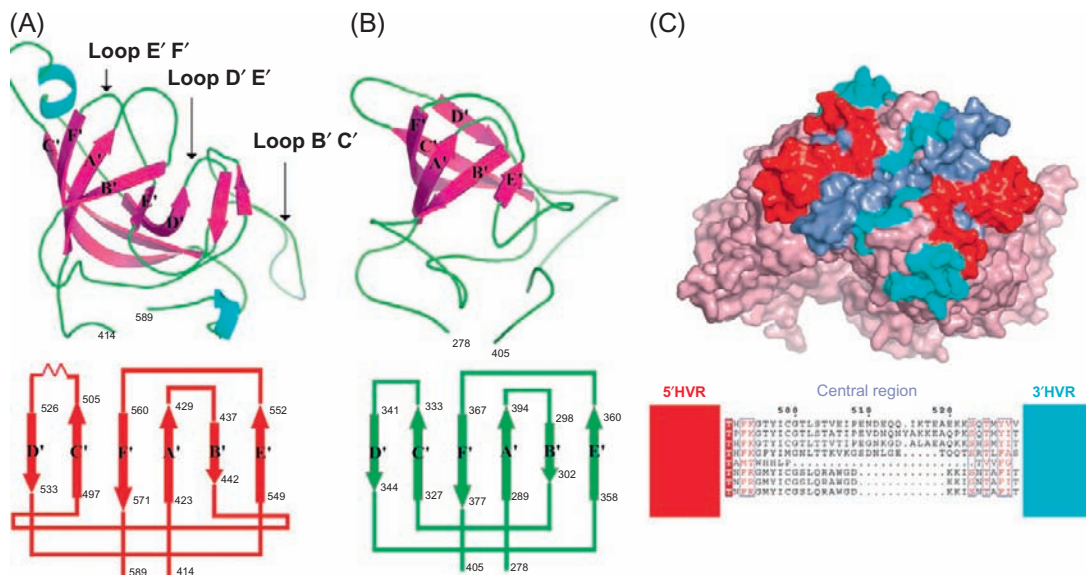 (A)
(B)
(C)
Loop E′ F′
Loop D′ E′
Loop B′ C′
C'
F'
A'
B'
E'
D'
589
414
D'
F'
C'
A'
B'
E'
278
405
526
505
560
429
437
552
D'
C'
F'
A'
B'
E'
533
497
571
423
442
549
589
414
341
333
367
394
298
360
D'
C'
F'
A'
B'
E'
344
327
377
289
302
358
405
278
5′HVR
Central region
3′HVR
500
510
520